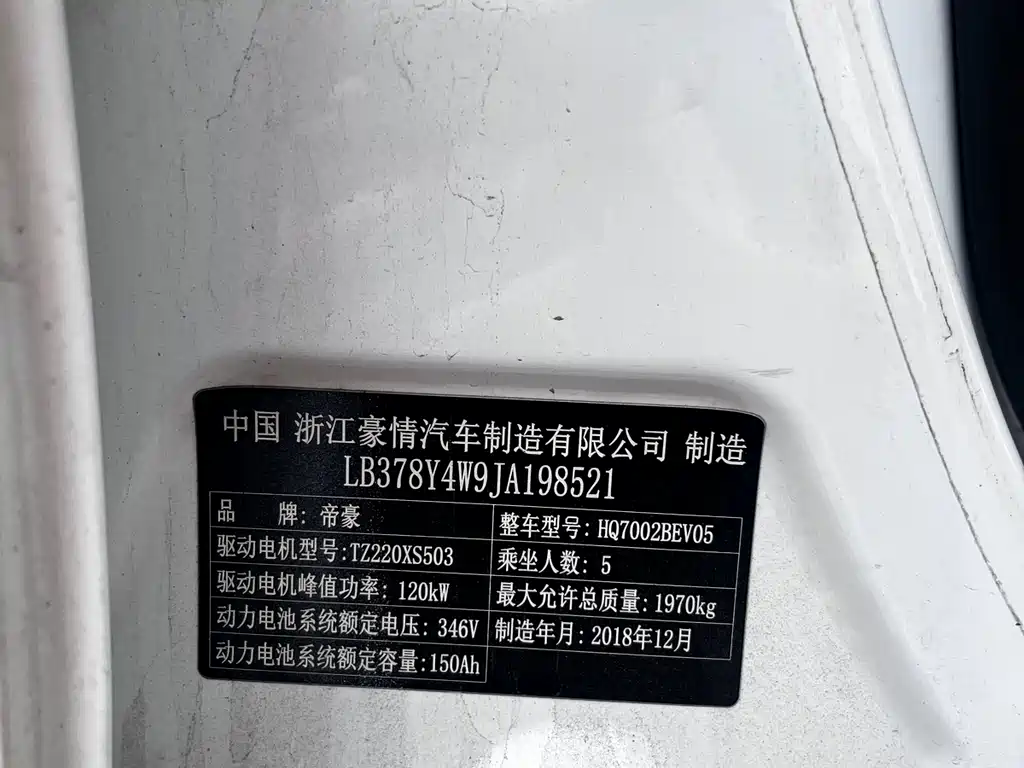 中国 浙江豪情汽车制造有限公司 制造
LB378Y4W9JA198521
品 牌: 帝豪
整车型号: HQ7002BEV05
驱动电机型号:TZ220XS503
乘坐人数: 5
驱动电机峰值功率: 120kW
最大允许总质量: 1970kg
动力电池系统额定电压: 346V
制造年月: 2018年12月
动力电池系统额定容量:150Ah